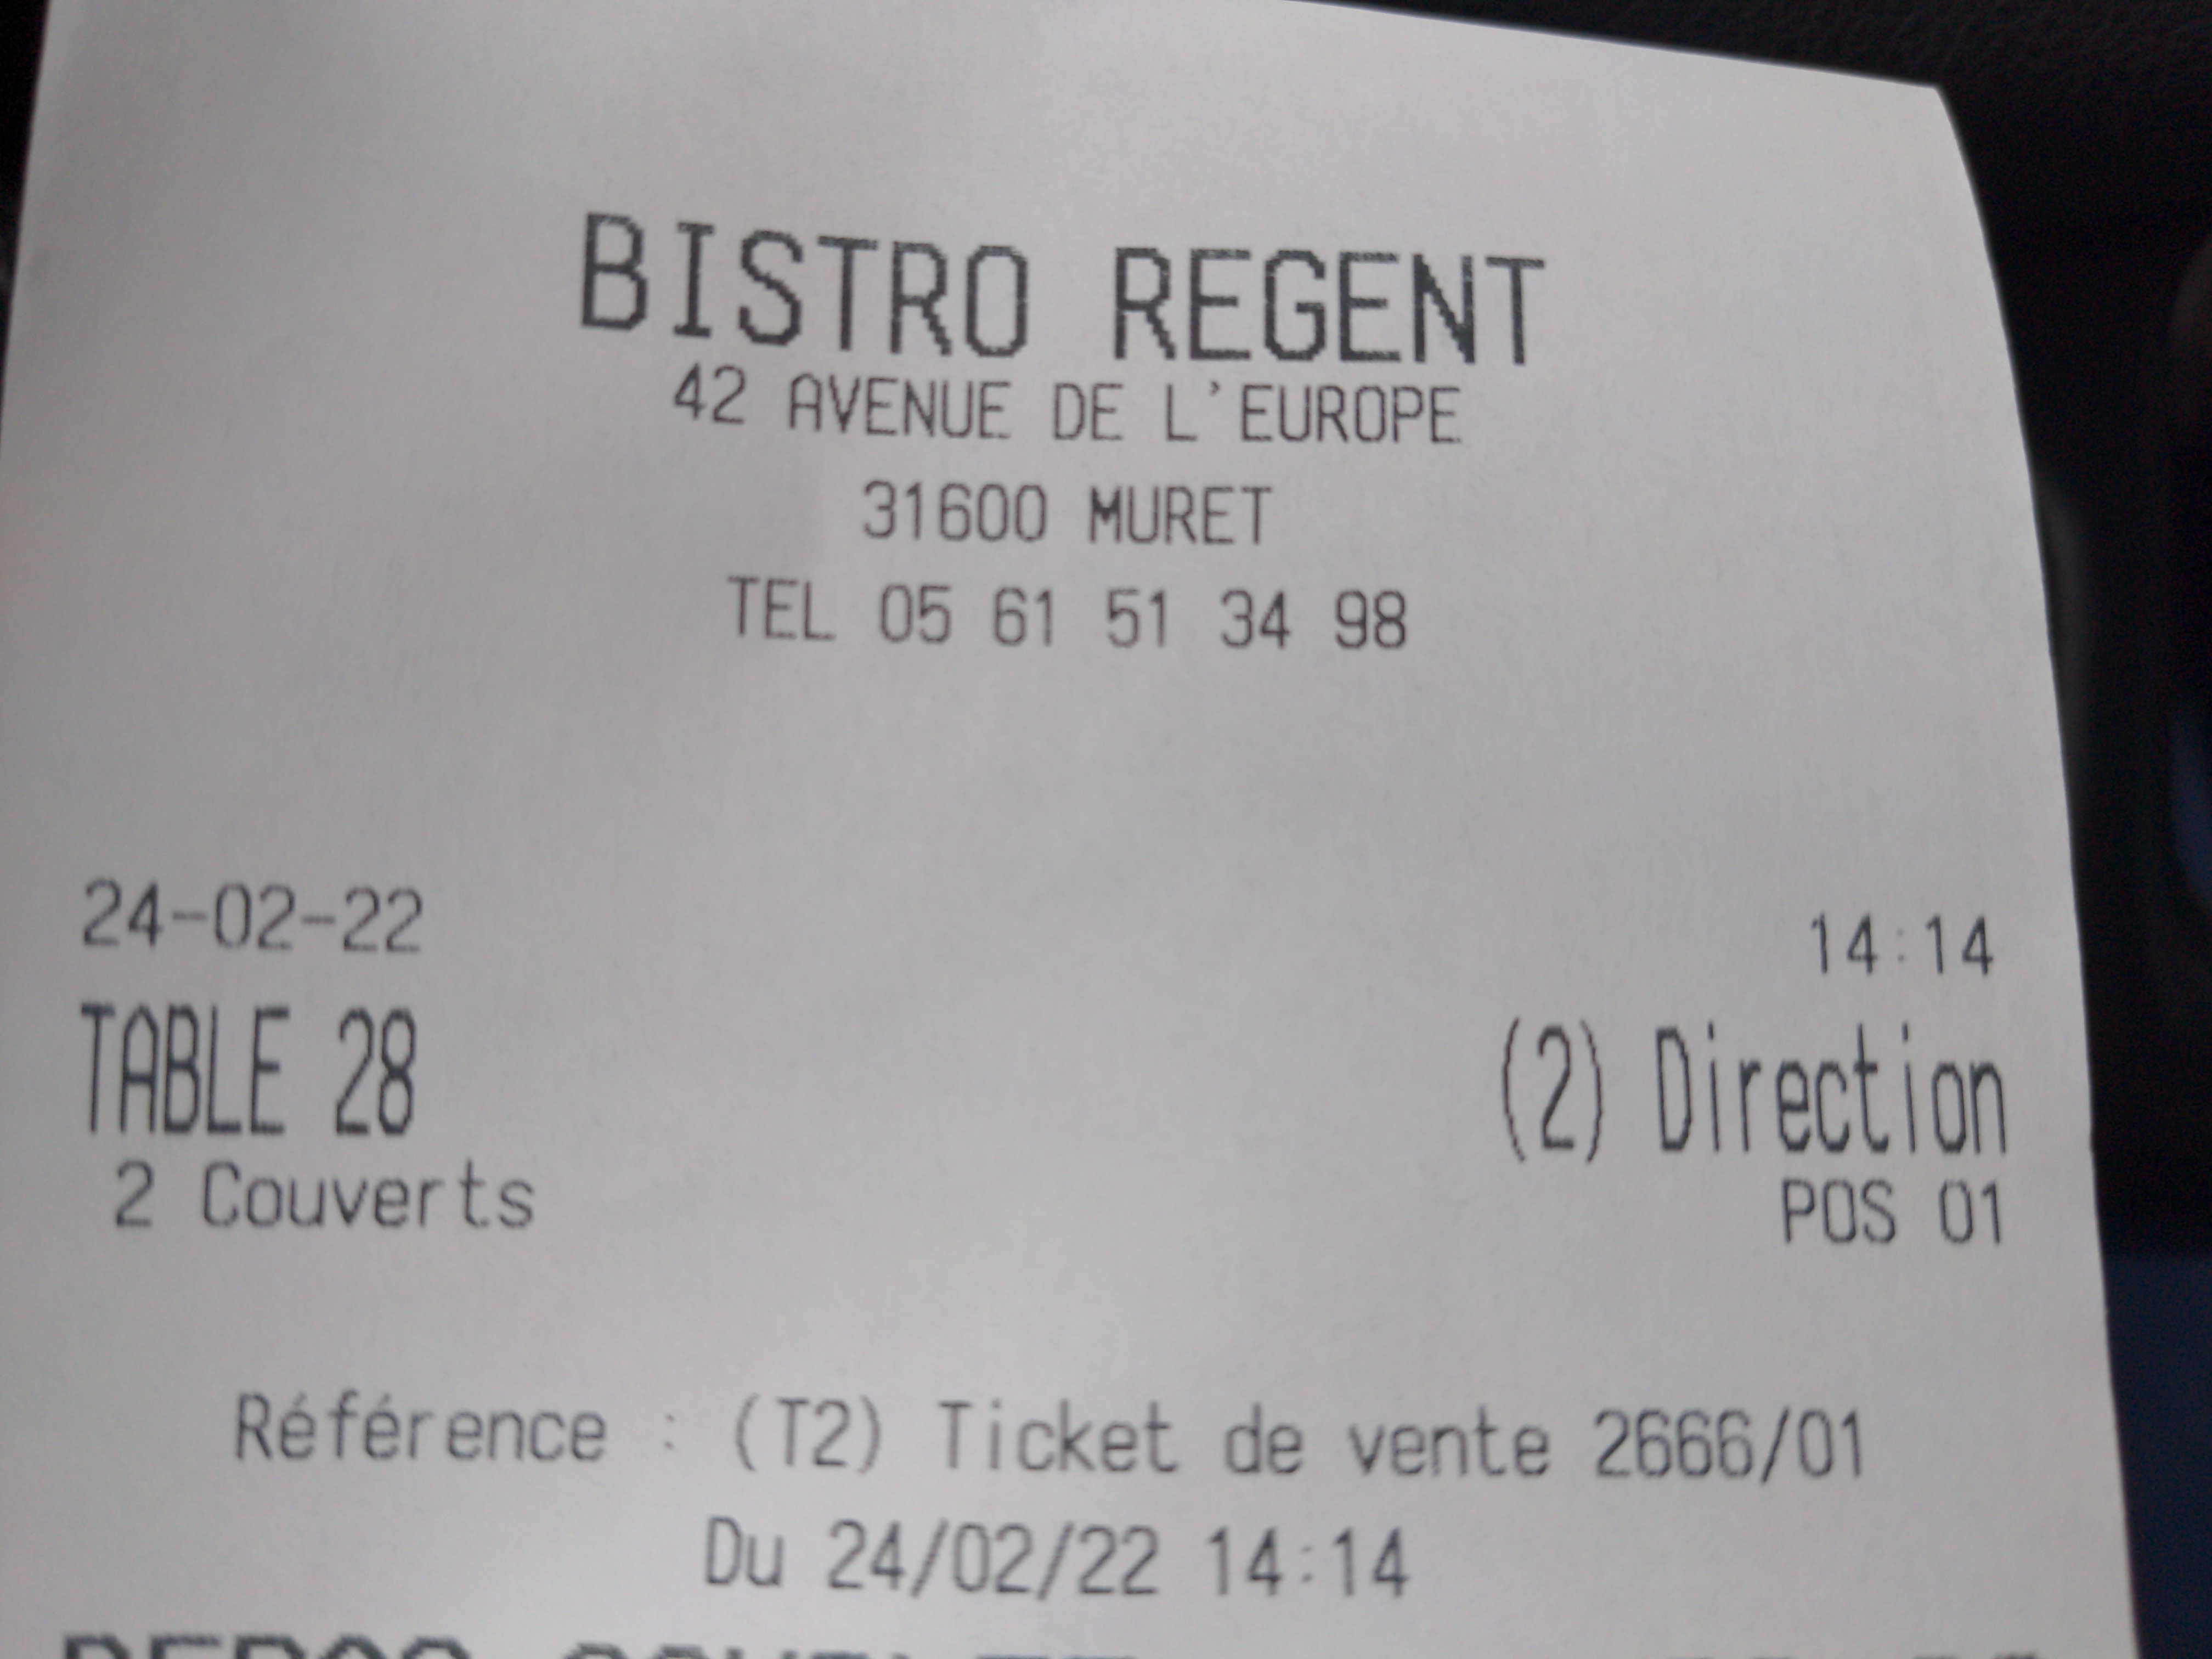 BISTRO REGENT
42 AVENUE DE L'EUROPE
31600 MURET
TEL 05 61 51 34 98
24-02-22 14:14
TABLE 28 (2) Direction
2 Couverts POS 01
Référence : (T2) Ticket de vente 2666/01
Du 24/02/22 14:14